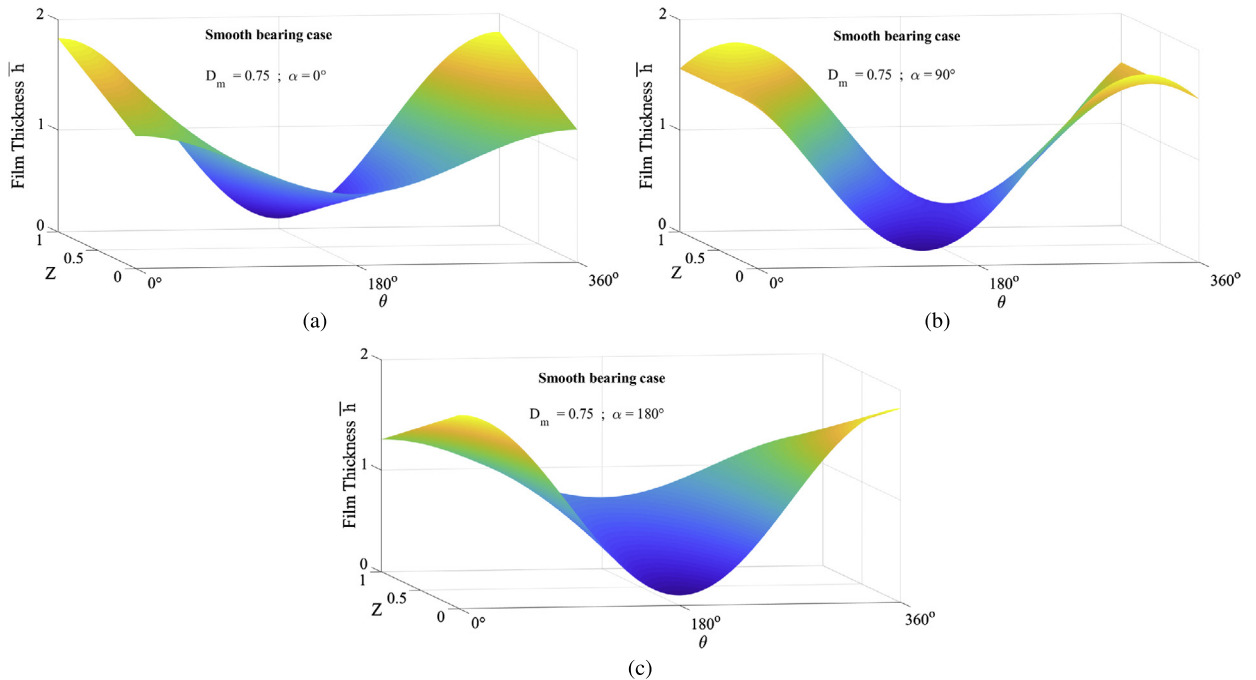 2
Smooth bearing case
D_m = 0.75 ; α = 0°
1
Film Thickness h̅
0
1
0.5
Z
0
0°
180°
θ
360°
(a)
2
Smooth bearing case
D_m = 0.75 ; α = 90°
1
Film Thickness h̅
0
1
0.5
Z
0
0°
180°
θ
360°
(b)
2
Smooth bearing case
D_m = 0.75 ; α = 180°
1
Film Thickness h̅
0
1
0.5
Z
0
0°
180°
θ
360°
(c)